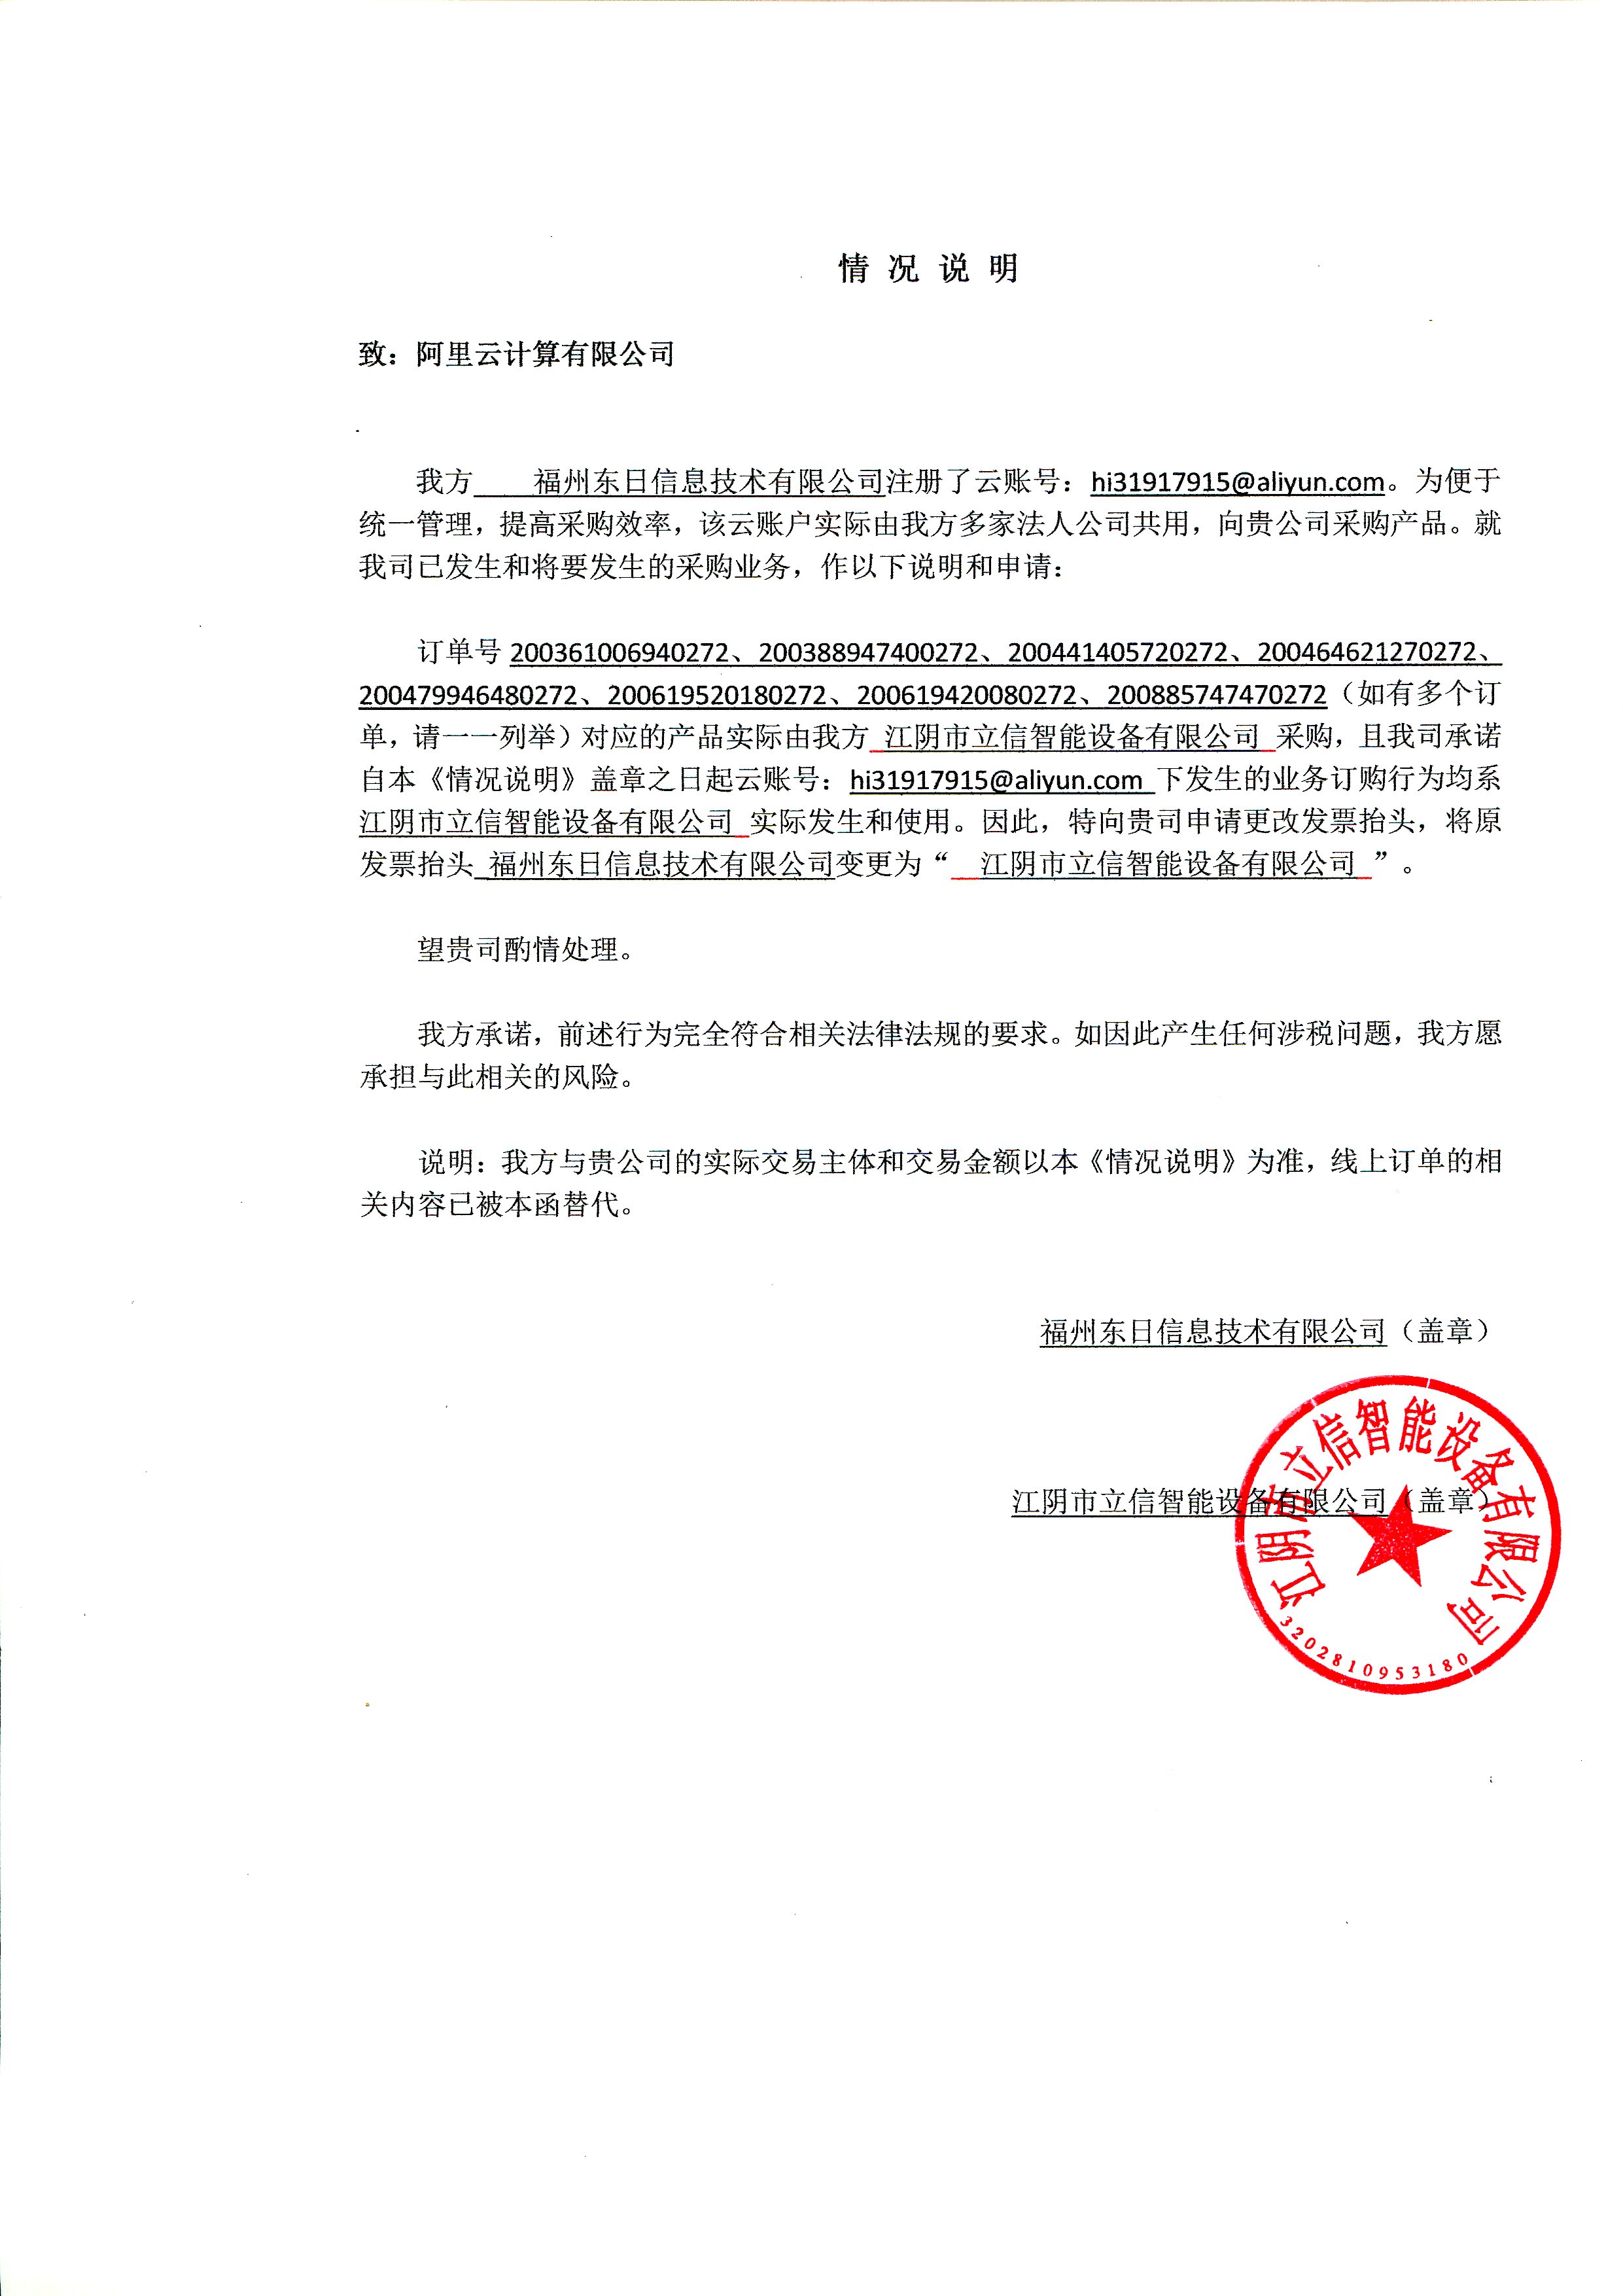 情 况 说 明
致：阿里云计算有限公司
我方 福州东日信息技术有限公司注册了云账号：hi31917915@aliyun.com。为便于
统一管理，提高采购效率，该云账户实际由我方多家法人公司共用，向贵公司采购产品。就
我司已发生和将要发生的采购业务，作以下说明和申请：
订单号 200361006940272、200388947400272、200441405720272、200464621270272、
200479946480272、200619520180272、200619420080272、200885747470272（如有多个订
单，请一一列举）对应的产品实际由我方 江阴市立信智能设备有限公司 采购，且我司承诺
自本《情况说明》盖章之日起云账号：hi31917915@aliyun.com 下发生的业务订购行为均系
江阴市立信智能设备有限公司 实际发生和使用。因此，特向贵司申请更改发票抬头，将原
发票抬头 福州东日信息技术有限公司变更为“ 江阴市立信智能设备有限公司 ”。
望贵司酌情处理。
我方承诺，前述行为完全符合相关法律法规的要求。如因此产生任何涉税问题，我方愿
承担与此相关的风险。
说明：我方与贵公司的实际交易主体和交易金额以本《情况说明》为准，线上订单的相
关内容已被本函替代。
福州东日信息技术有限公司（盖章）
江阴市立信智能设备有限公司（盖章）
江阴市立信智能设备有限公司
3202810953180